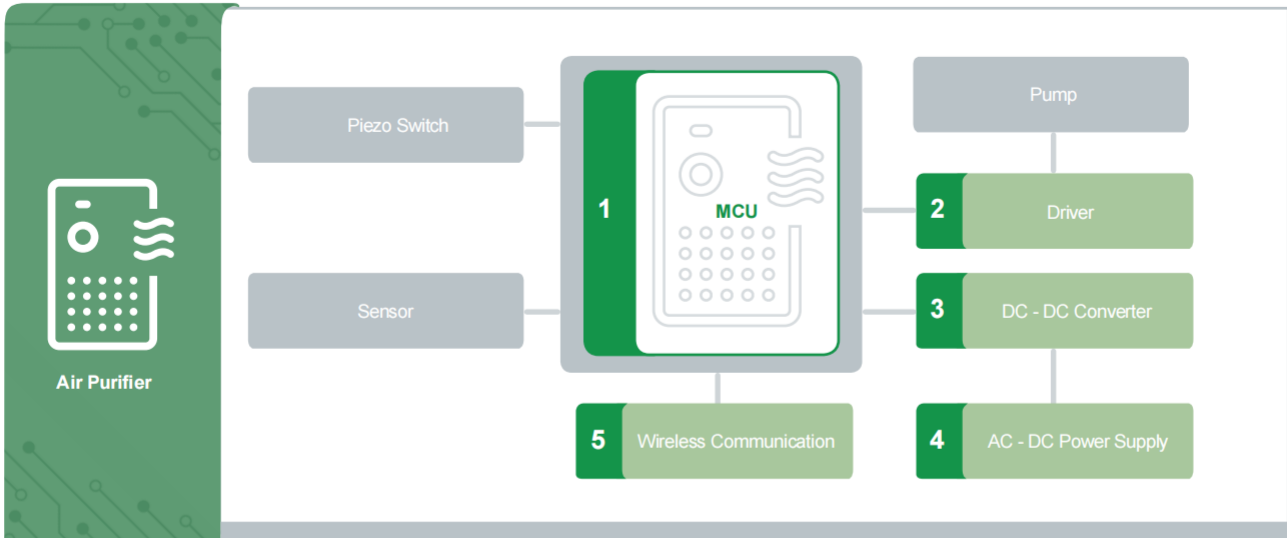 Air Purifier
Piezo Switch
Sensor
1
MCU
Pump
2
Driver
3
DC - DC Converter
4
AC - DC Power Supply
5
Wireless Communication